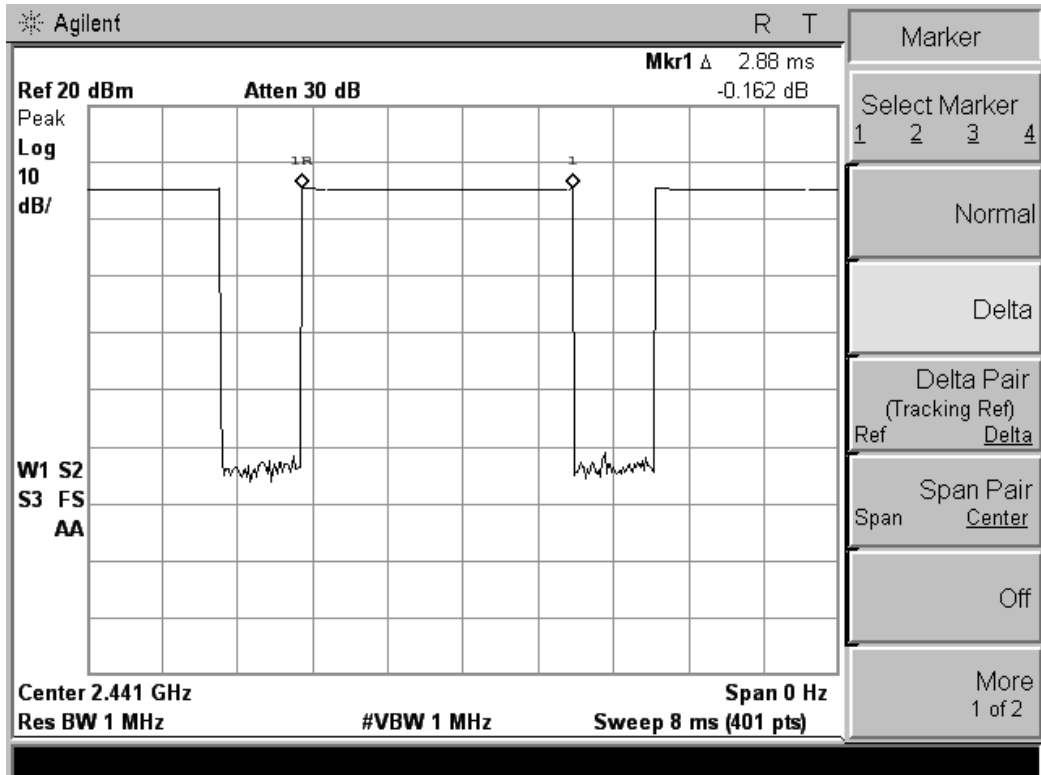 Agilent
R T
Mkr1 Δ 2.88 ms
Ref 20 dBm
Atten 30 dB
-0.162 dB
Peak
Log
10
dB/
1R
1
W1 S2
S3 FS
AA
Center 2.441 GHz
Span 0 Hz
Res BW 1 MHz
#VBW 1 MHz
Sweep 8 ms (401 pts)
Marker
Select Marker
1 2 3 4
Normal
Delta
Delta Pair
(Tracking Ref)
Ref Delta
Span Pair
Span Center
Off
More
1 of 2